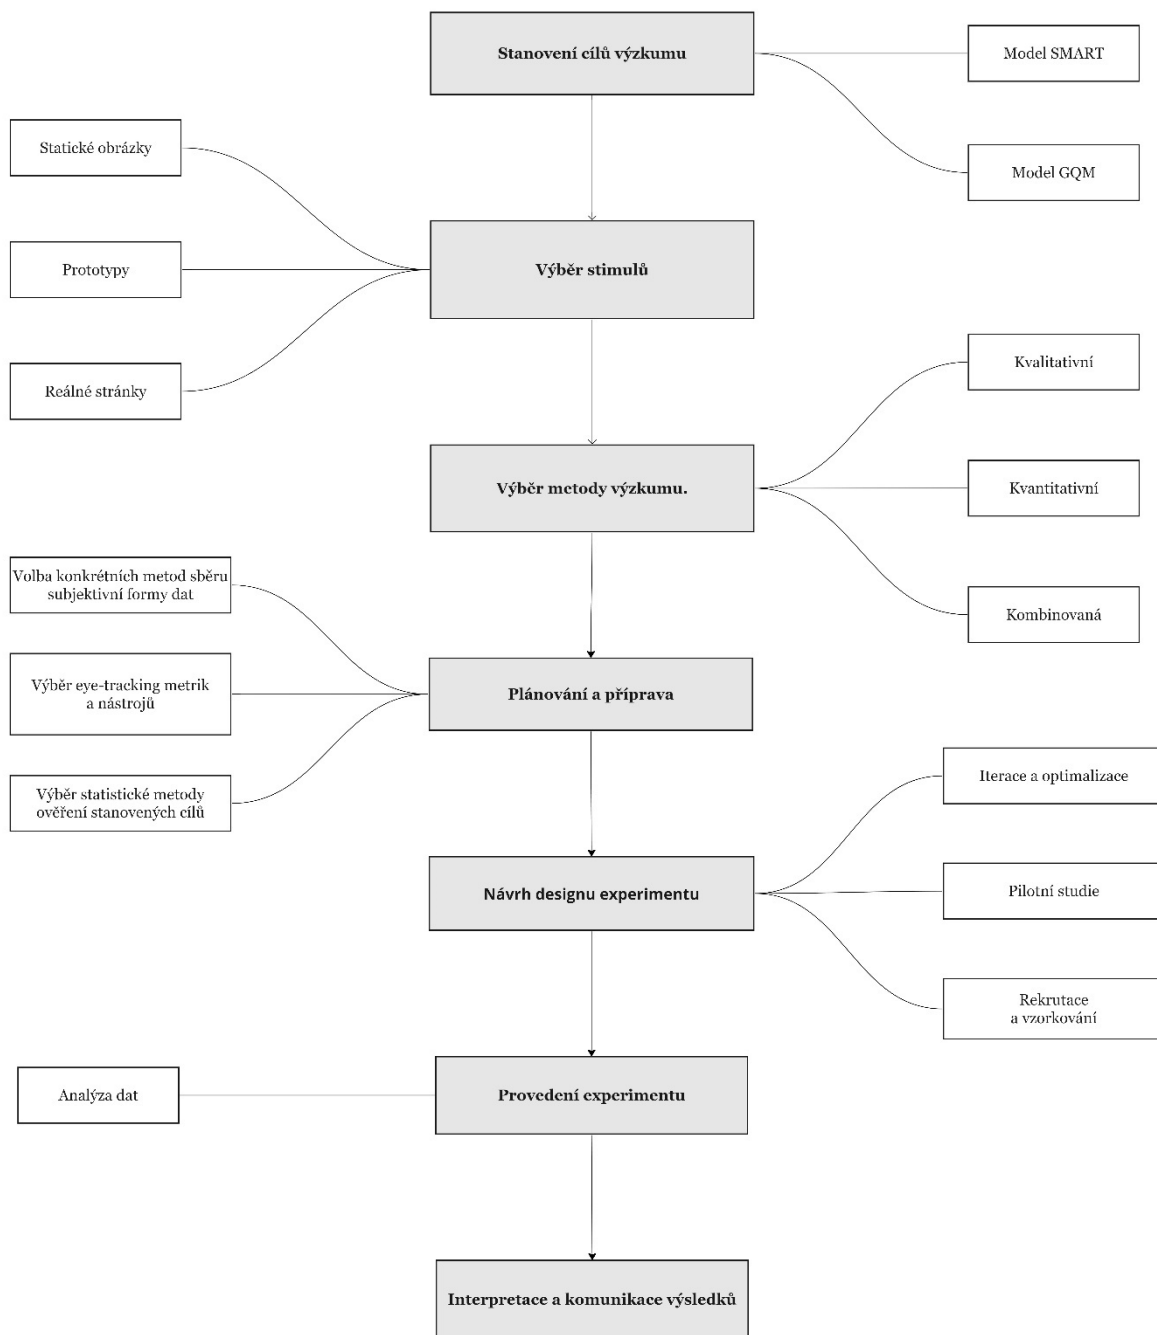 Stanovení cílů výzkumu
Model SMART
Statické obrázky
Model GQM
Prototypy
Výběr stimulů
Reálné stránky
Kvalitativní
Výběr metody výzkumu.
Kvantitativní
Volba konkrétních metod sběru
subjektivní formy dat
Kombinovaná
Výběr eye-tracking metrik
a nástrojů
Plánování a příprava
Výběr statistické metody
ověření stanovených cílů
Iterace a optimalizace
Návrh designu experimentu
Pilotní studie
Rekrutace
a vzorkování
Analýza dat
Provedení experimentu
Interpretace a komunikace výsledků